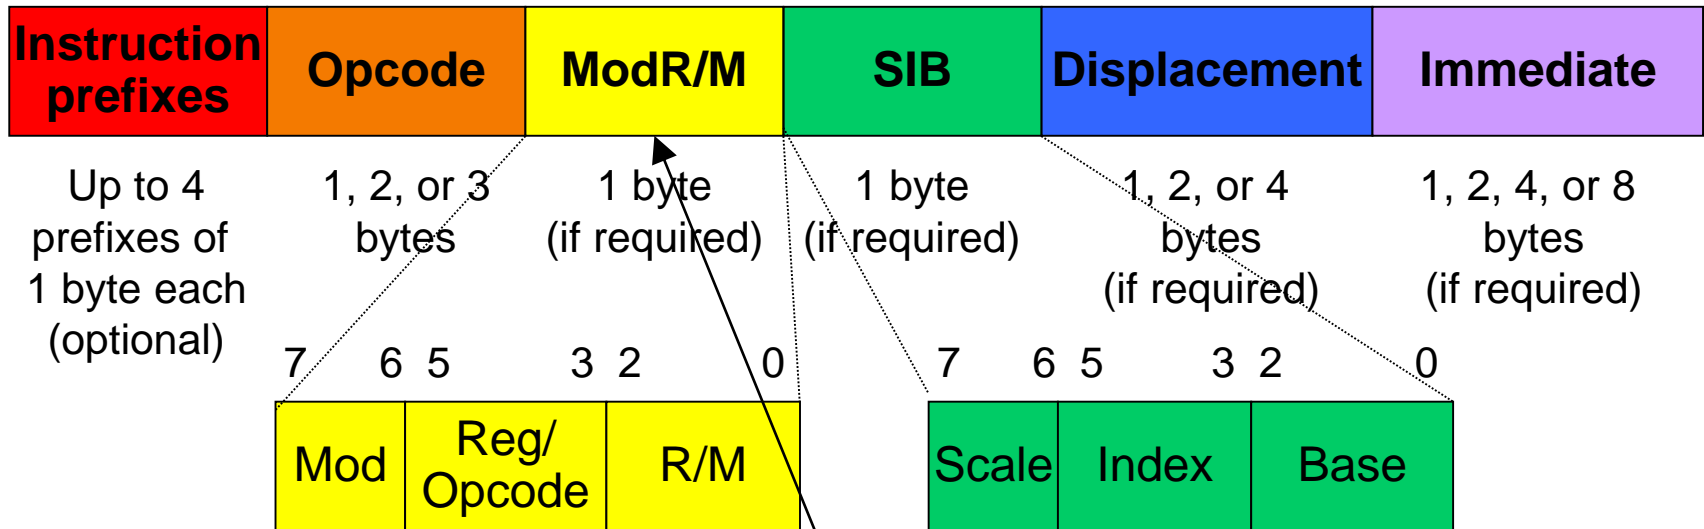 Instruction prefixes
Opcode
ModR/M
SIB
Displacement
Immediate
Up to 4
prefixes of
1 byte each
(optional)
1, 2, or 3
bytes
1 byte
(if required)
1 byte
(if required)
1, 2, or 4
bytes
(if required)
1, 2, 4, or 8
bytes
(if required)
7 6 5 3 2 0
Mod
Reg/
Opcode
R/M
7 6 5 3 2 0
Scale
Index
Base